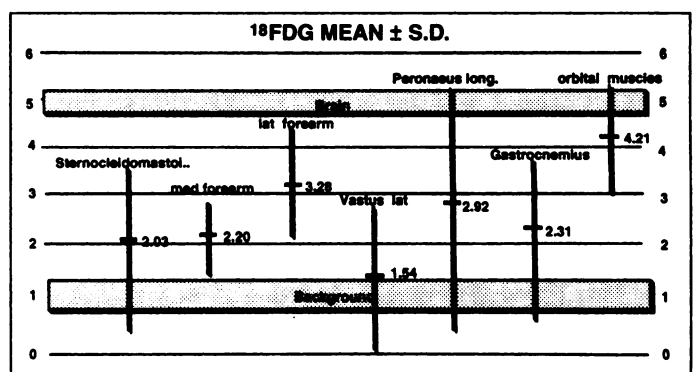 ¹⁸FDG MEAN ± S.D.
6 6
Peronaeus long. orbital muscles
5 Brain 5
lat forearm
4 4.21 4
Sternocleidomastoi.. Gastrocnemius
med forearm
3 3.28 3
Vastus lat
2.92
2 2.03 2.20 2.31 2
1.54
1 Background 1
0 0